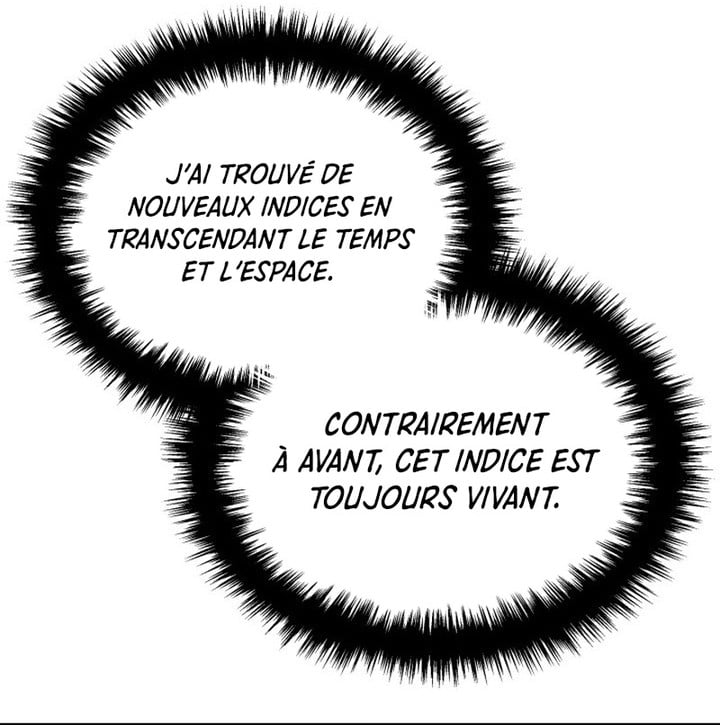 J'AI TROUVÉ DE
NOUVEAUX INDICES EN
TRANSCENDANT LE TEMPS
ET L'ESPACE.
CONTRAIREMENT
À AVANT, CET INDICE EST
TOUJOURS VIVANT.